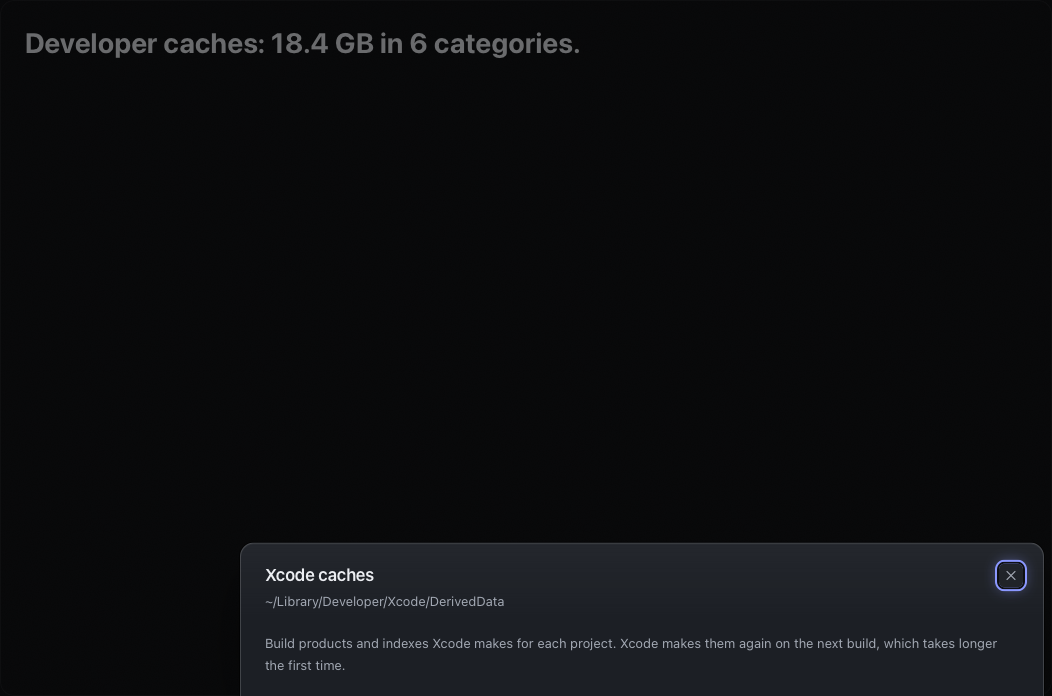 Developer caches: 18.4 GB in 6 categories.
Xcode caches
~/Library/Developer/Xcode/DerivedData
Build products and indexes Xcode makes for each project. Xcode makes them again on the next build, which takes longer
the first time.